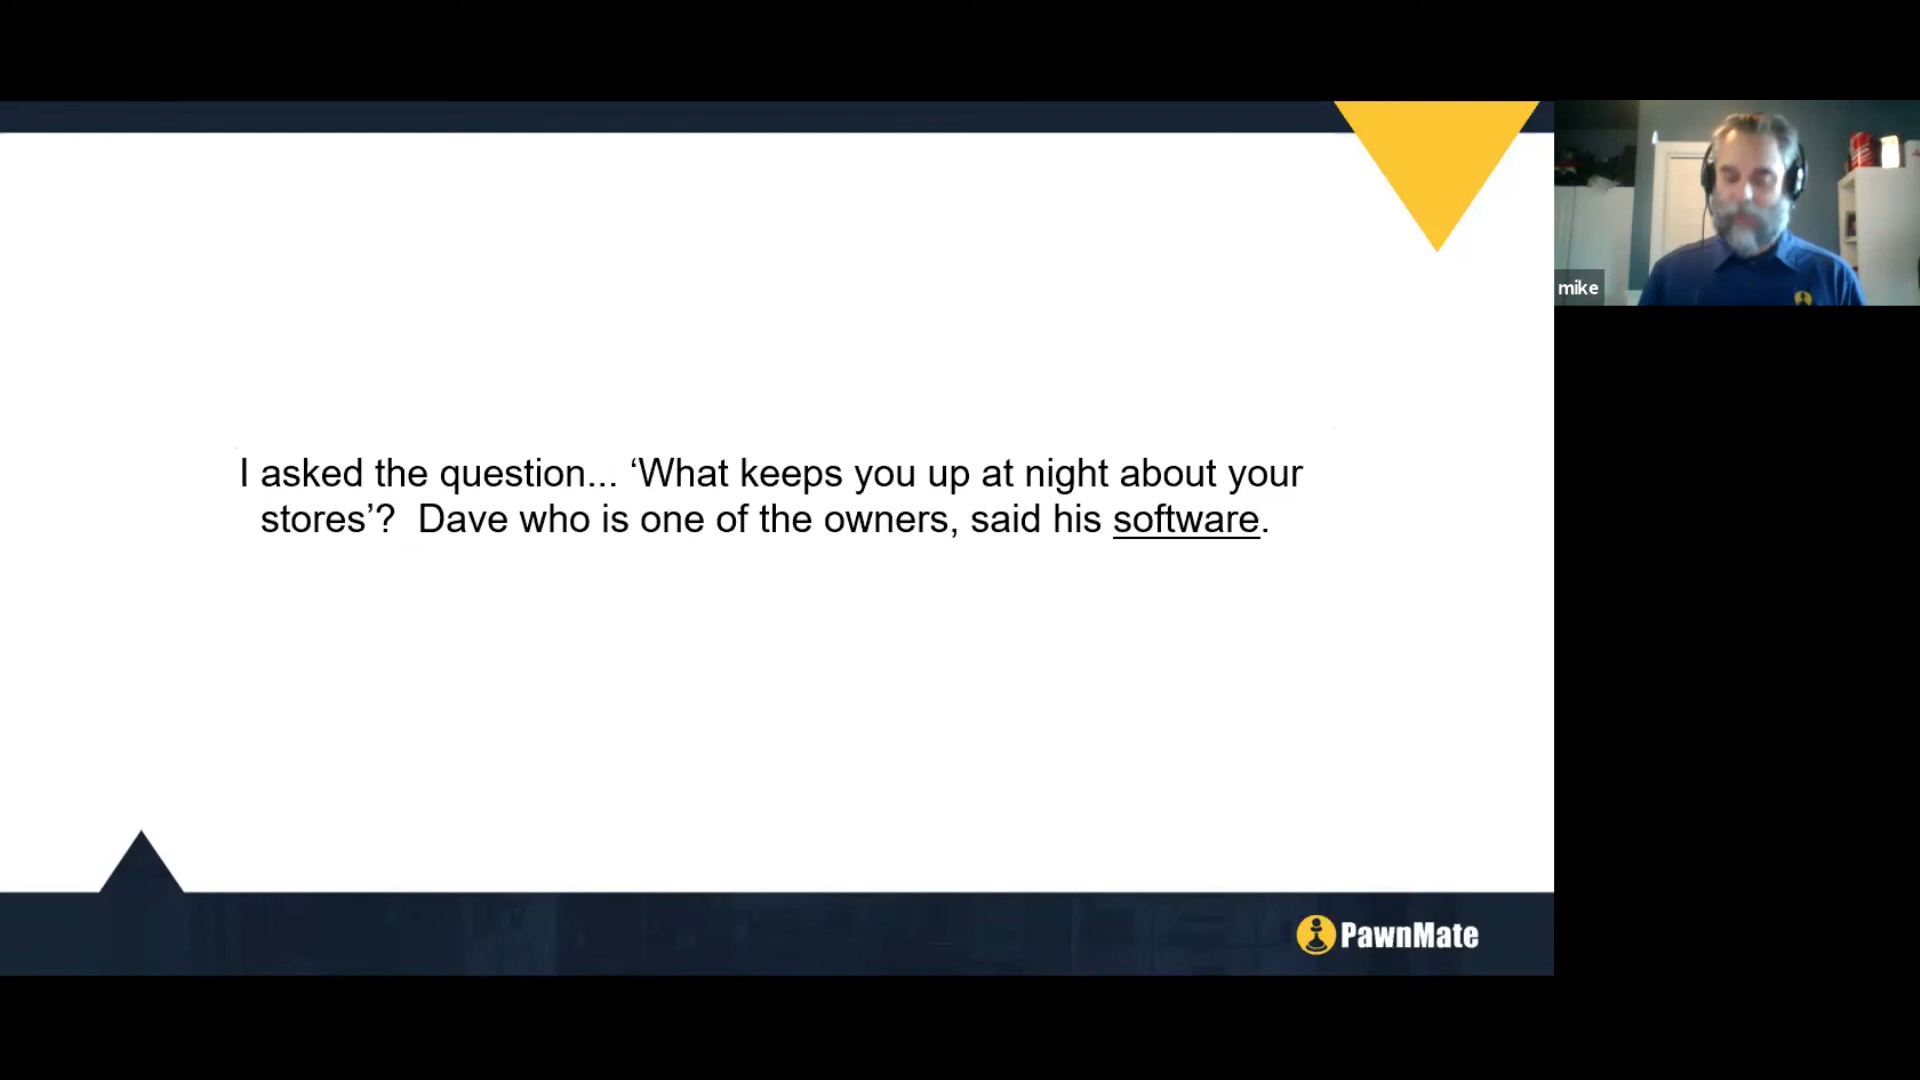 I asked the question... ‘What keeps you up at night about your
stores’?  Dave who is one of the owners, said his software.
mike
PawnMate